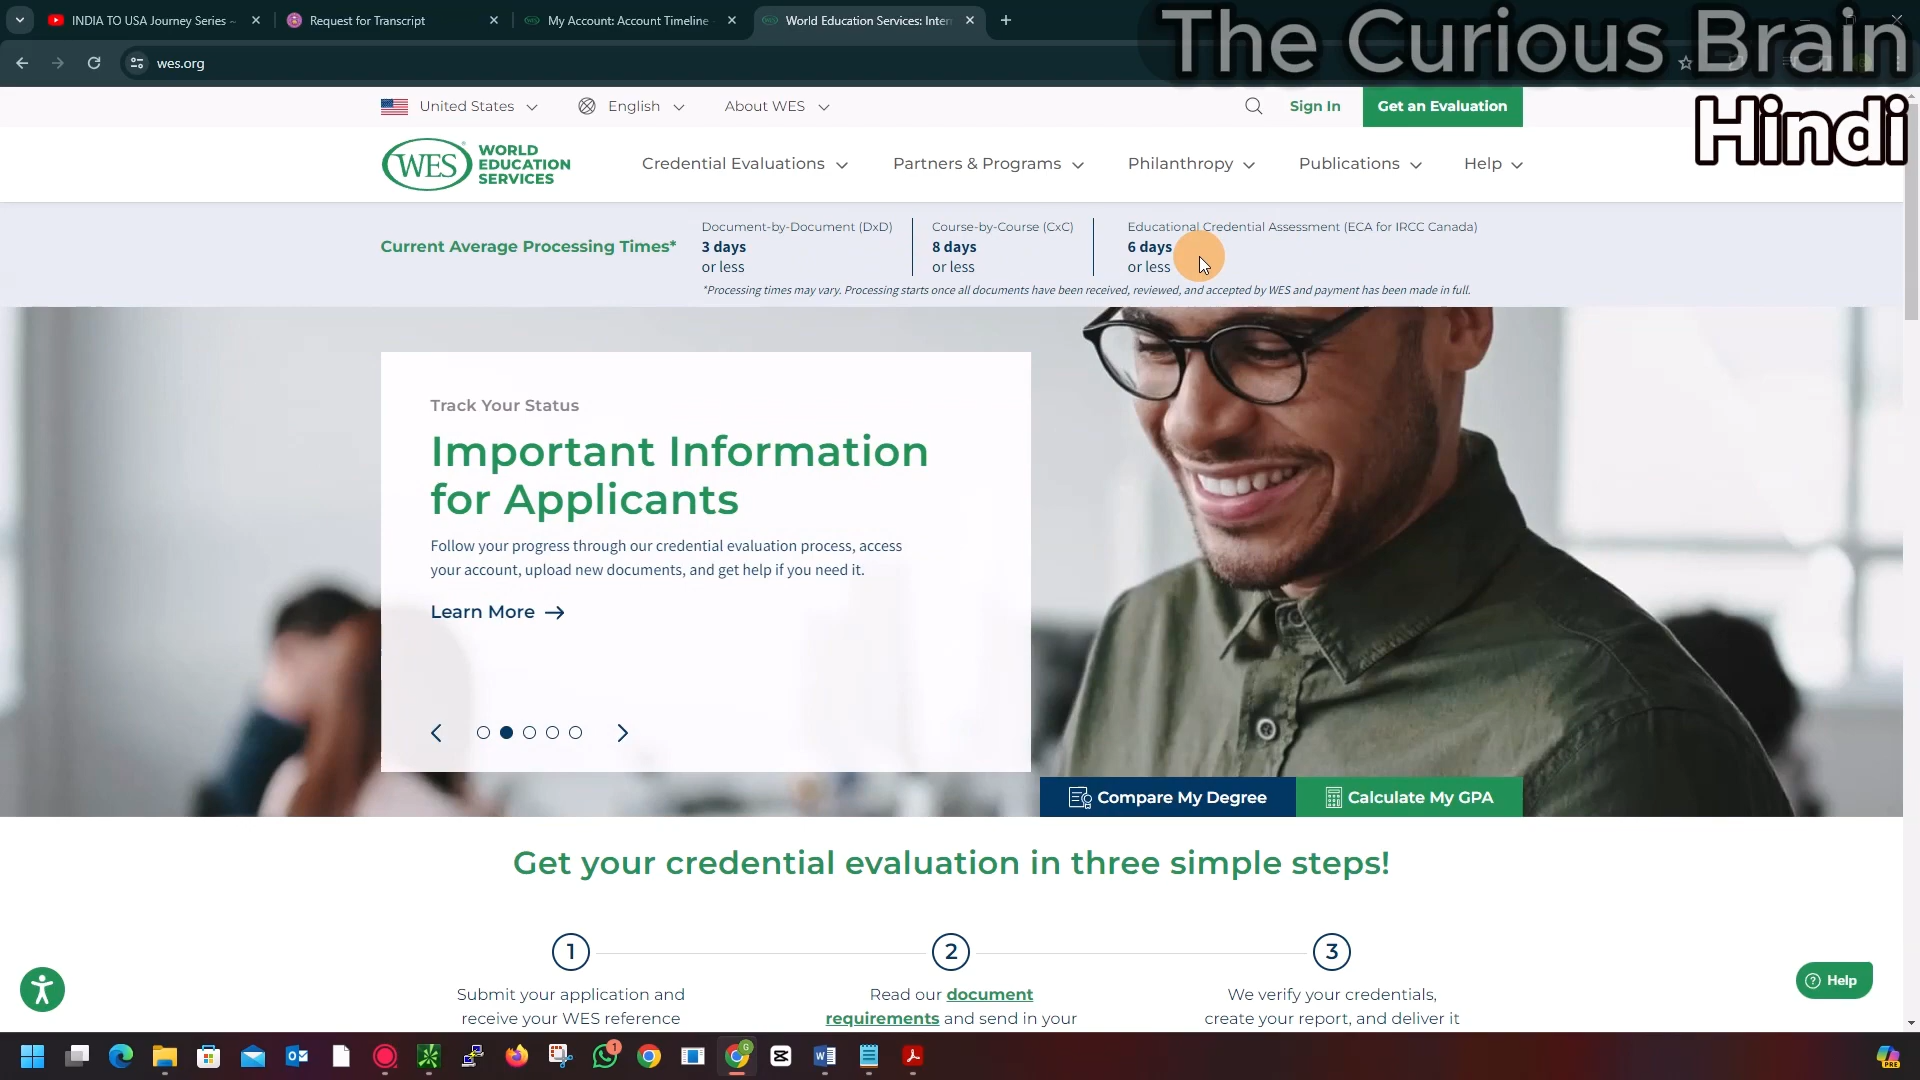 INDIA TO USA Journey Series ~
Request for Transcript
My Account: Account Timeline
World Education Services: Inter
The Curious Brain
wes.org
Hindi
United States
English
About WES
Sign In
Get an Evaluation
WES
WORLD
EDUCATION
SERVICES
Credential Evaluations
Partners & Programs
Philanthropy
Publications
Help
Current Average Processing Times*
Document-by-Document (DxD)
3 days
or less
Course-by-Course (CxC)
8 days
or less
Educational Credential Assessment (ECA for IRCC Canada)
6 days
or less
*Processing times may vary. Processing starts once all documents have been received, reviewed, and accepted by WES and payment has been made in full.
Track Your Status
Important Information
for Applicants
Follow your progress through our credential evaluation process, access
your account, upload new documents, and get help if you need it.
Learn More
Compare My Degree
Calculate My GPA
Get your credential evaluation in three simple steps!
1
2
3
Submit your application and
receive your WES reference
Read our document
requirements and send in your
We verify your credentials,
create your report, and deliver it
Help